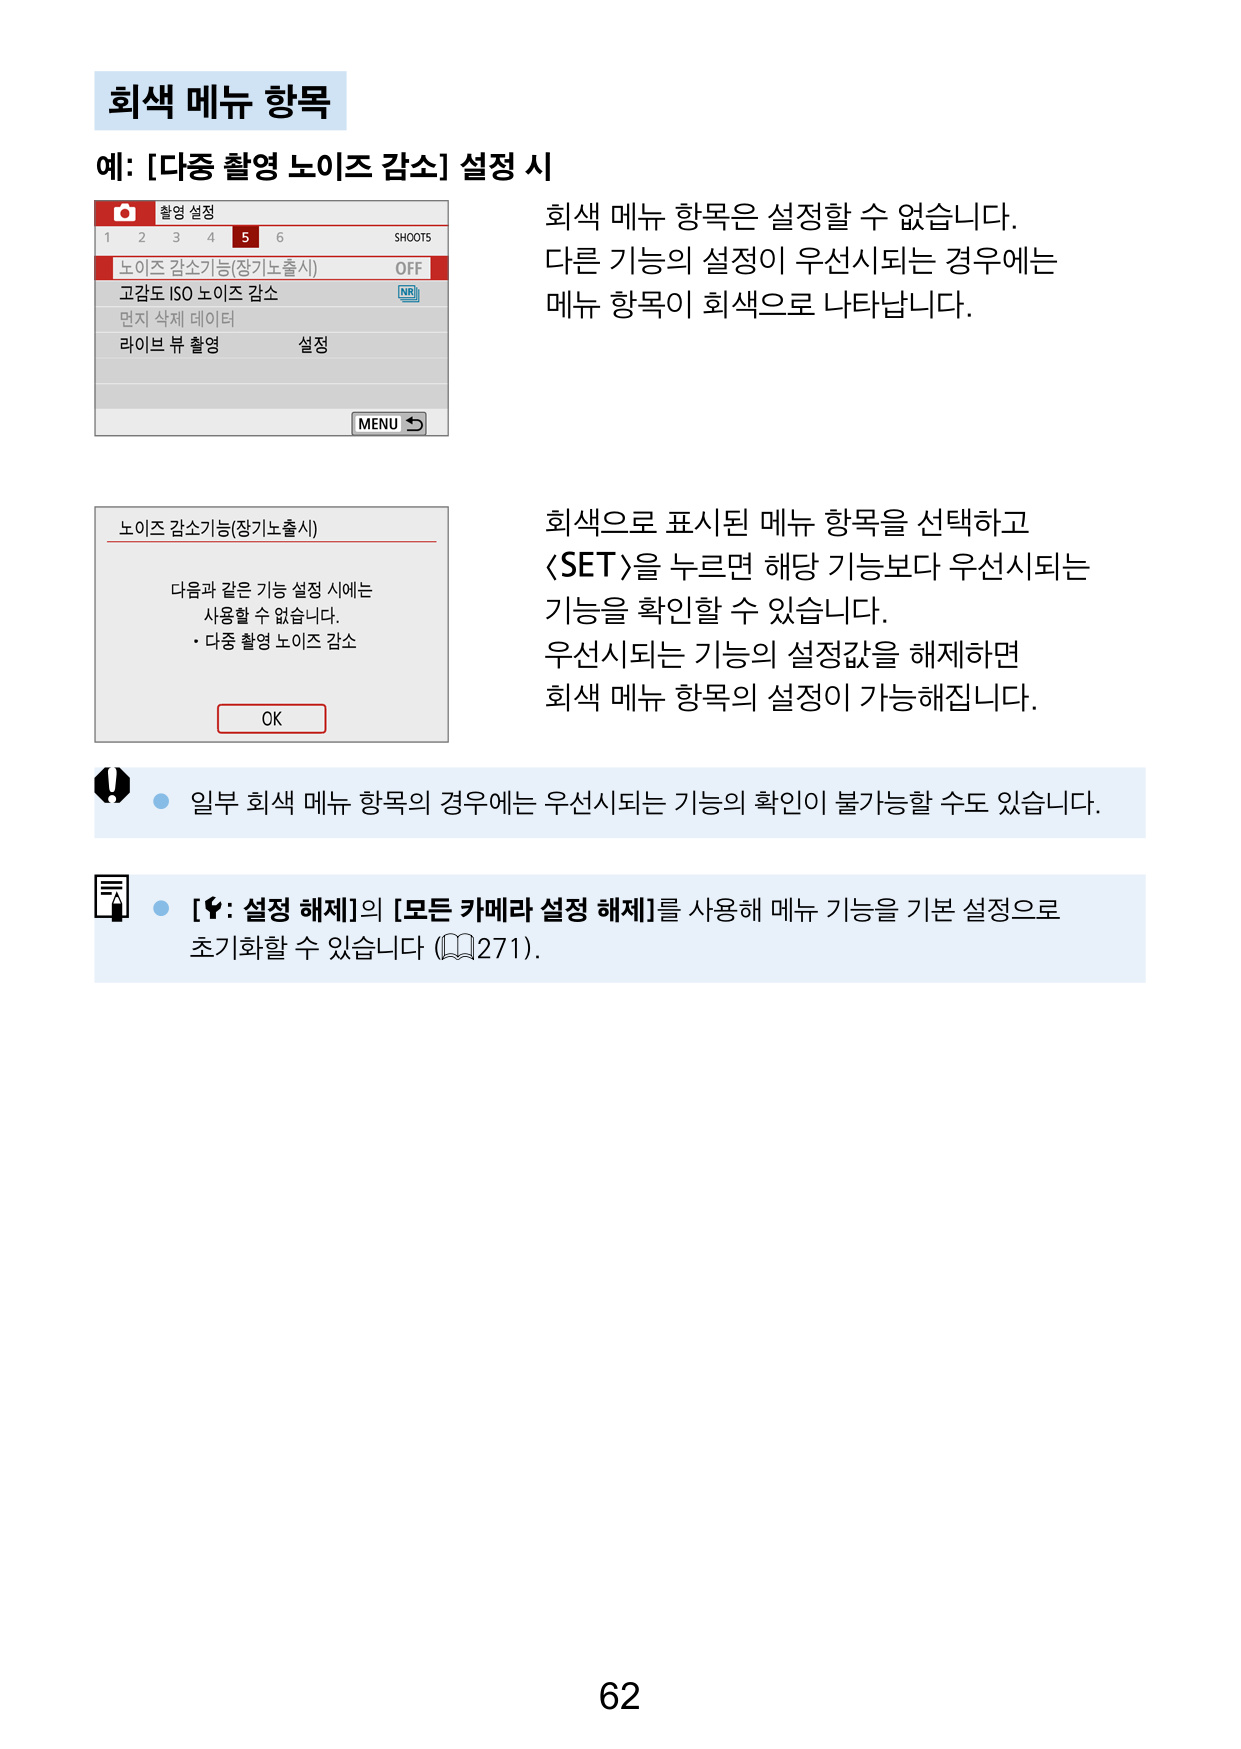 회색 메뉴 항목
예: [다중 촬영 노이즈 감소] 설정 시
촬영 설정
1 2 3 4 5 6 SHOOT5
노이즈 감소기능(장기노출시) OFF
고감도 ISO 노이즈 감소 NR
먼지 삭제 데이터
라이브 뷰 촬영 설정
MENU
회색 메뉴 항목은 설정할 수 없습니다.
다른 기능의 설정이 우선시되는 경우에는
메뉴 항목이 회색으로 나타납니다.
노이즈 감소기능(장기노출시)
다음과 같은 기능 설정 시에는
사용할 수 없습니다.
• 다중 촬영 노이즈 감소
OK
회색으로 표시된 메뉴 항목을 선택하고
〈SET〉을 누르면 해당 기능보다 우선시되는
기능을 확인할 수 있습니다.
우선시되는 기능의 설정값을 해제하면
회색 메뉴 항목의 설정이 가능해집니다.
● 일부 회색 메뉴 항목의 경우에는 우선시되는 기능의 확인이 불가능할 수도 있습니다.
● [: 설정 해제]의 [모든 카메라 설정 해제]를 사용해 메뉴 기능을 기본 설정으로
초기화할 수 있습니다 (271).
62